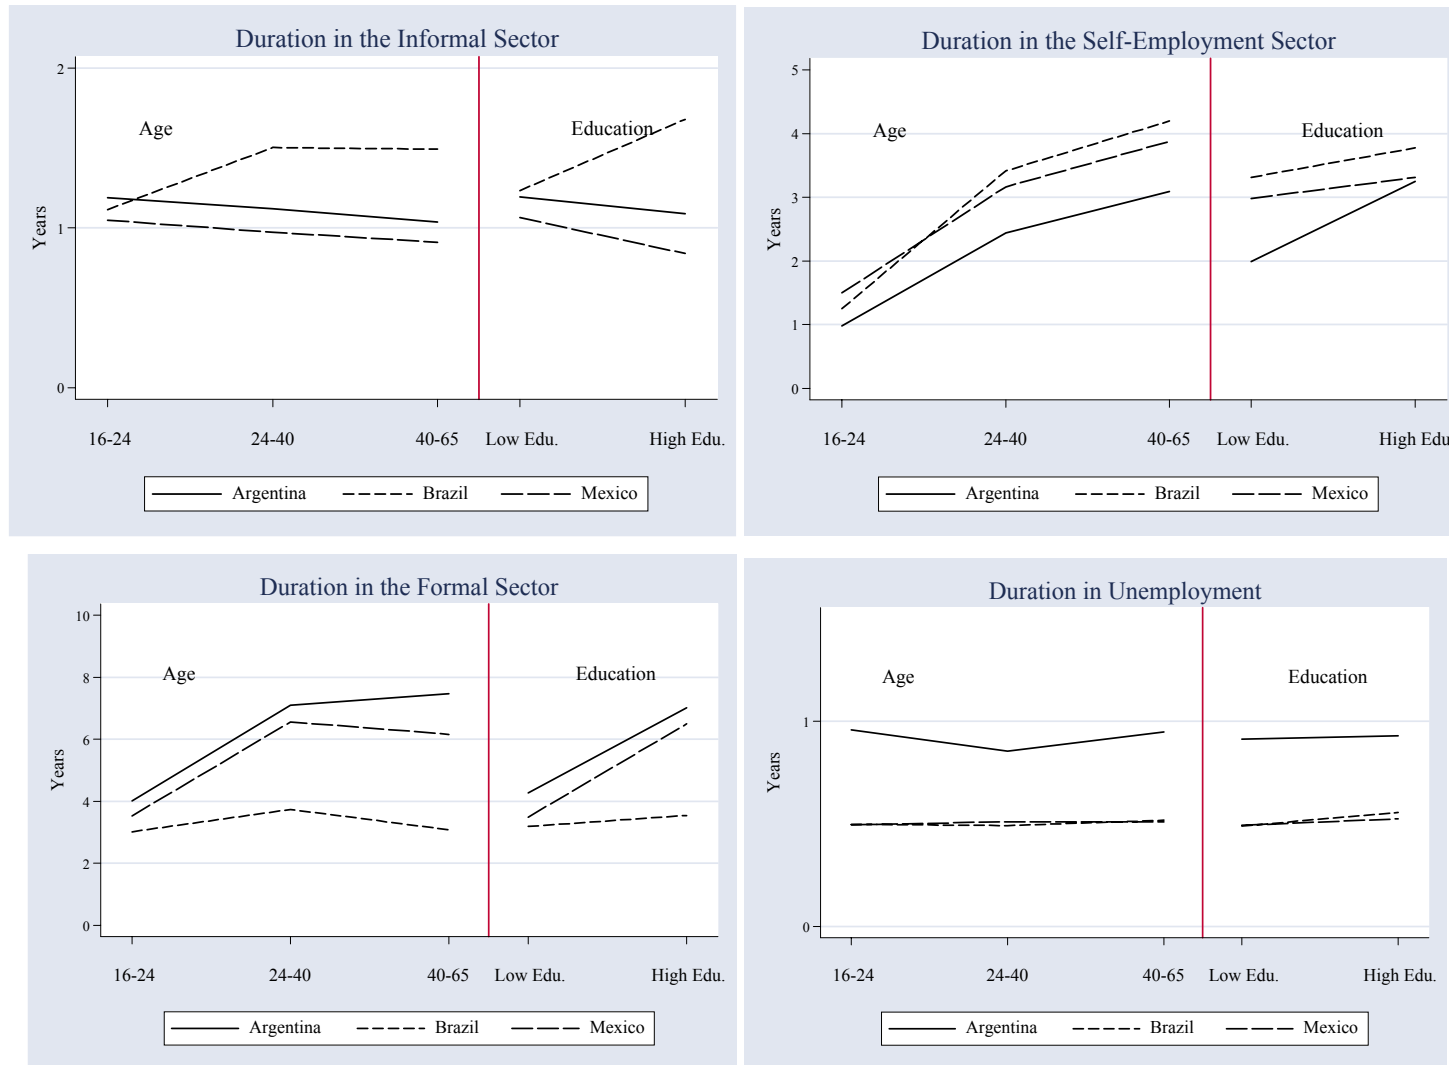 Duration in the Informal Sector
2
Age
Education
Years
1
0
16-24 24-40 40-65 Low Edu. High Edu.
Argentina Brazil Mexico
Duration in the Self-Employment Sector
5
4
Age
Education
3
Years
2
1
0
16-24 24-40 40-65 Low Edu. High Edu
Argentina Brazil Mexico
Duration in the Formal Sector
10
8
Age
Education
6
Years
4
2
0
16-24 24-40 40-65 Low Edu. High Edu.
Argentina Brazil Mexico
Duration in Unemployment
Age
Education
1
Years
0
16-24 24-40 40-65 Low Edu. High Edu.
Argentina Brazil Mexico